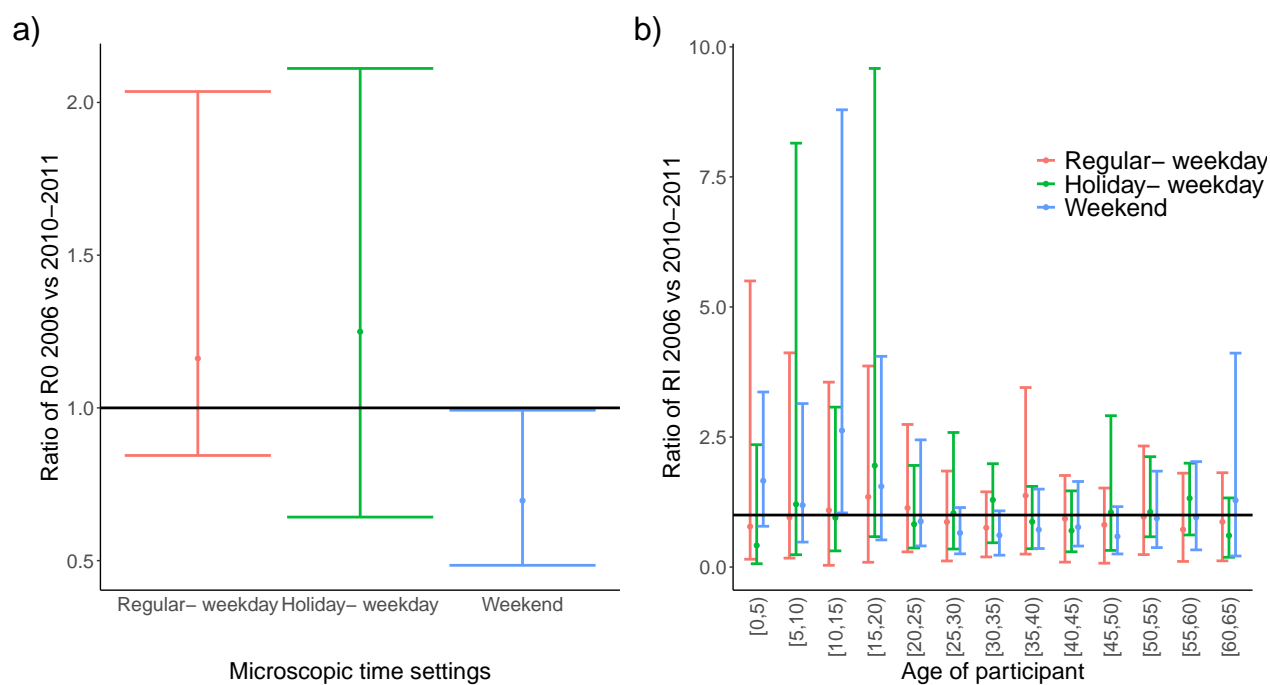 a)
Ratio of R0 2006 vs 2010−2011
2.0
1.5
1.0
0.5
Regular− weekday
Holiday− weekday
Weekend
Microscopic time settings
b)
Ratio of RI 2006 vs 2010−2011
10.0
7.5
5.0
2.5
0.0
Regular− weekday
Holiday− weekday
Weekend
[0,5)
[5,10)
[10,15)
[15,20)
[20,25)
[25,30)
[30,35)
[35,40)
[40,45)
[45,50)
[50,55)
[55,60)
[60,65)
Age of participant